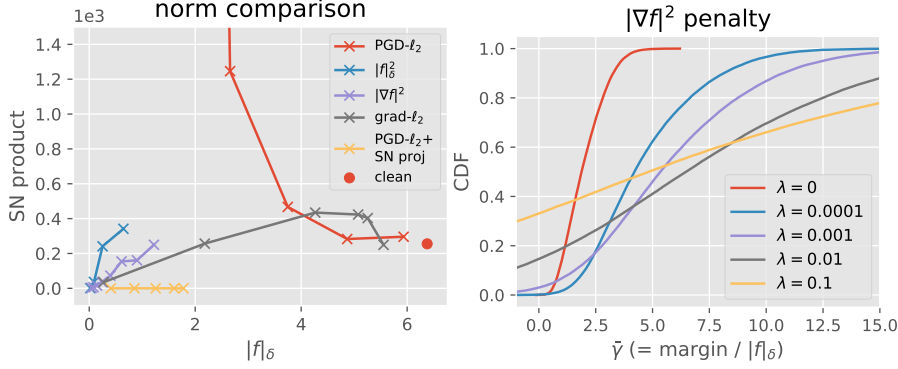 norm comparison
1e3
1.4
1.2
1.0
0.8
0.6
0.4
0.2
0.0
SN product
0
2
4
6
|f|δ
PGD-ℓ₂
|f|²δ
|∇f|²
grad-ℓ₂
PGD-ℓ₂+
SN proj
clean
|∇f|² penalty
1.0
0.8
0.6
0.4
0.2
0.0
CDF
0.0
2.5
5.0
7.5
10.0
12.5
15.0
γ̄ (= margin / |f|δ)
λ = 0
λ = 0.0001
λ = 0.001
λ = 0.01
λ = 0.1